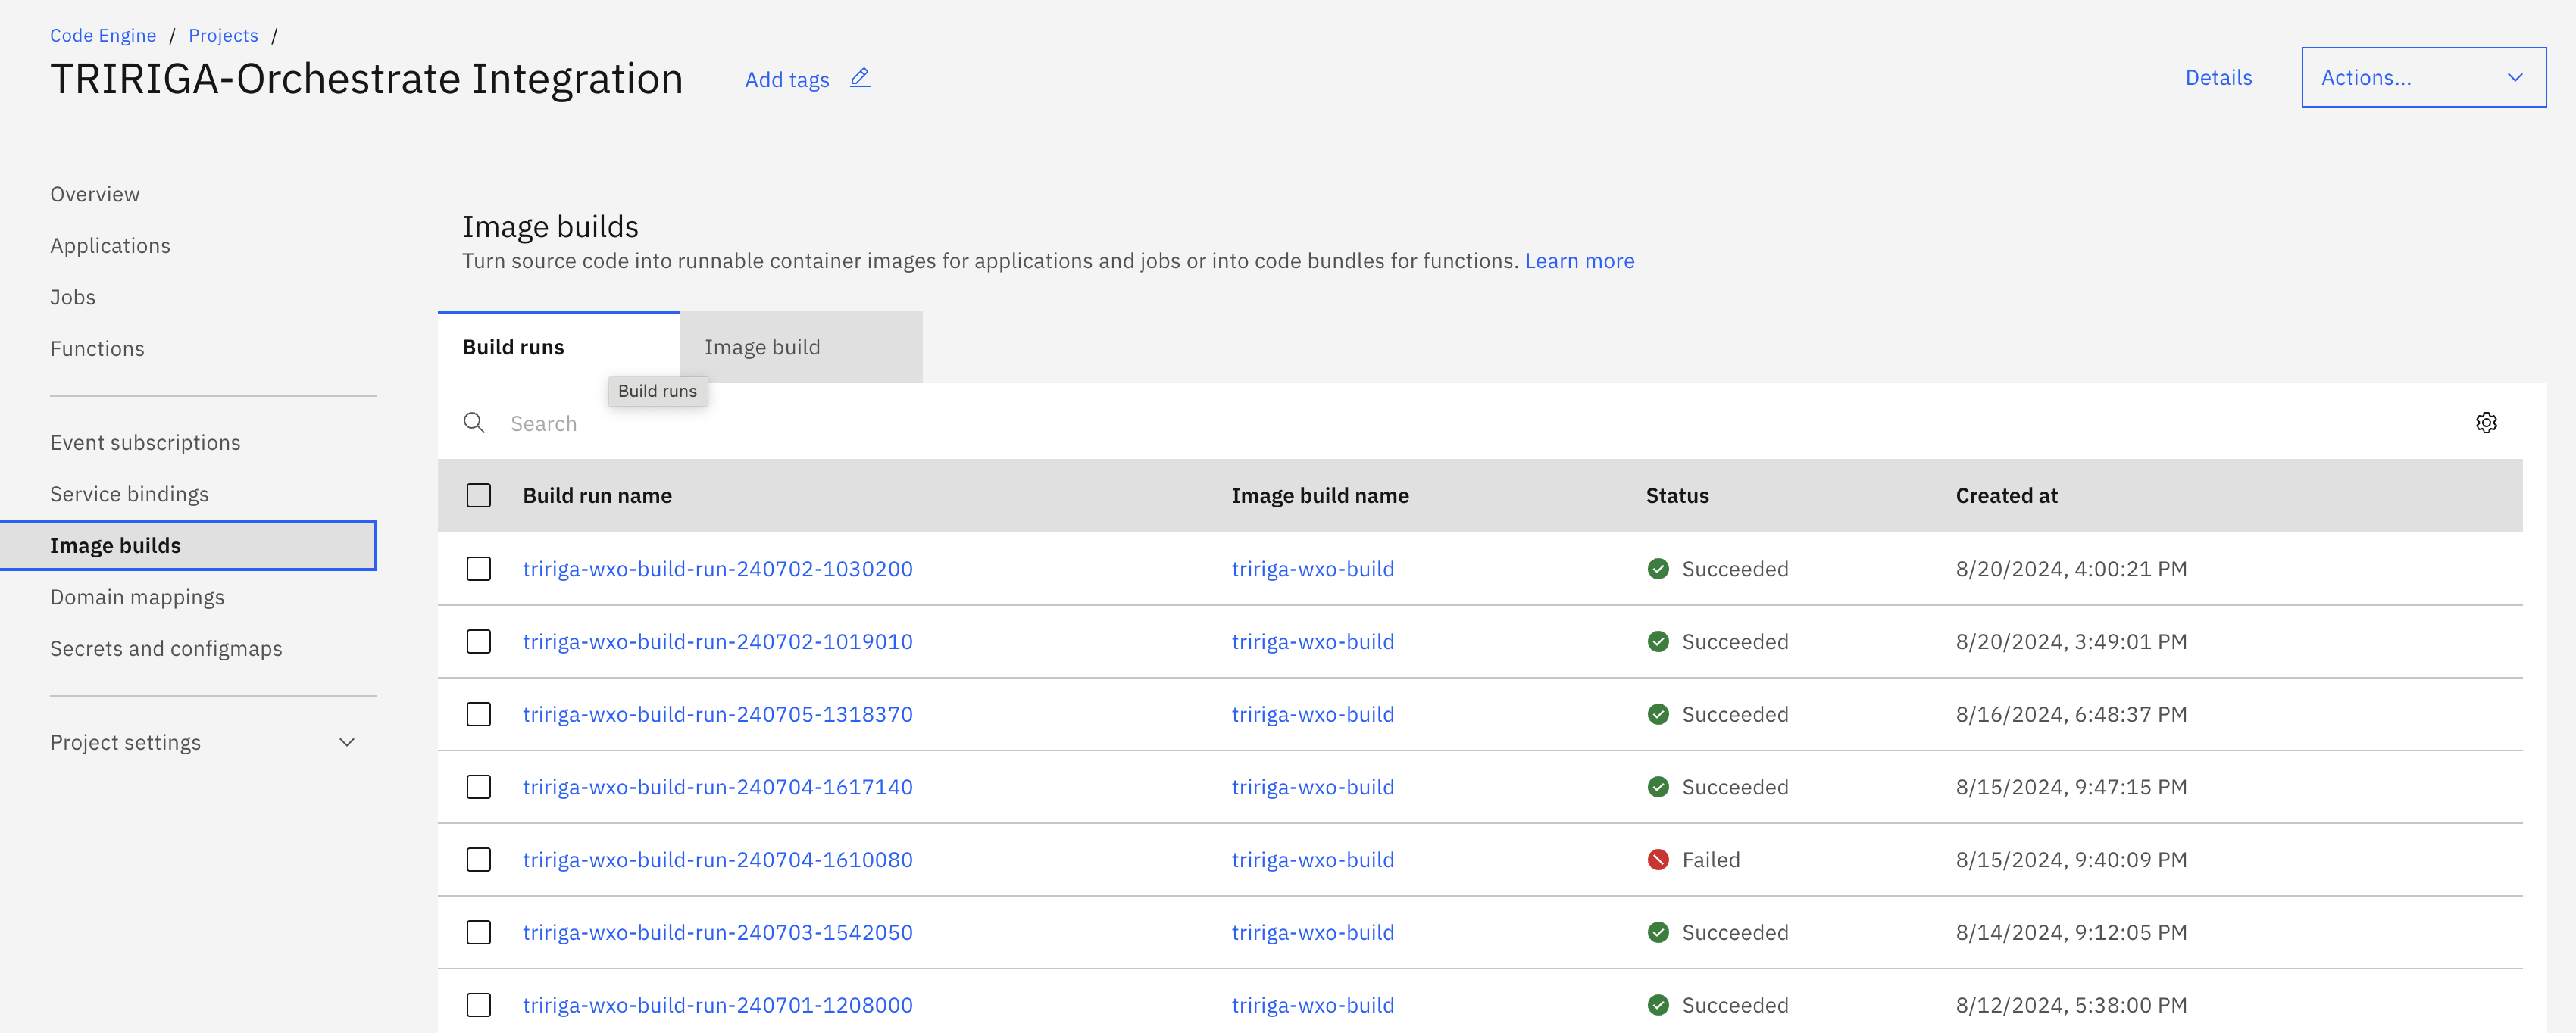 Code Engine / Projects /
TRIRIGA-Orchestrate Integration
Add tags
Details
Actions...
Overview
Applications
Jobs
Functions
Event subscriptions
Service bindings
Image builds
Domain mappings
Secrets and configmaps
Project settings
Image builds
Turn source code into runnable container images for applications and jobs or into code bundles for functions. Learn more
Build runs Image build
Build runs
Search
Build run name Image build name Status Created at
tririga-wxo-build-run-240702-1030200 tririga-wxo-build Succeeded 8/20/2024, 4:00:21 PM
tririga-wxo-build-run-240702-1019010 tririga-wxo-build Succeeded 8/20/2024, 3:49:01 PM
tririga-wxo-build-run-240705-1318370 tririga-wxo-build Succeeded 8/16/2024, 6:48:37 PM
tririga-wxo-build-run-240704-1617140 tririga-wxo-build Succeeded 8/15/2024, 9:47:15 PM
tririga-wxo-build-run-240704-1610080 tririga-wxo-build Failed 8/15/2024, 9:40:09 PM
tririga-wxo-build-run-240703-1542050 tririga-wxo-build Succeeded 8/14/2024, 9:12:05 PM
tririga-wxo-build-run-240701-1208000 tririga-wxo-build Succeeded 8/12/2024, 5:38:00 PM